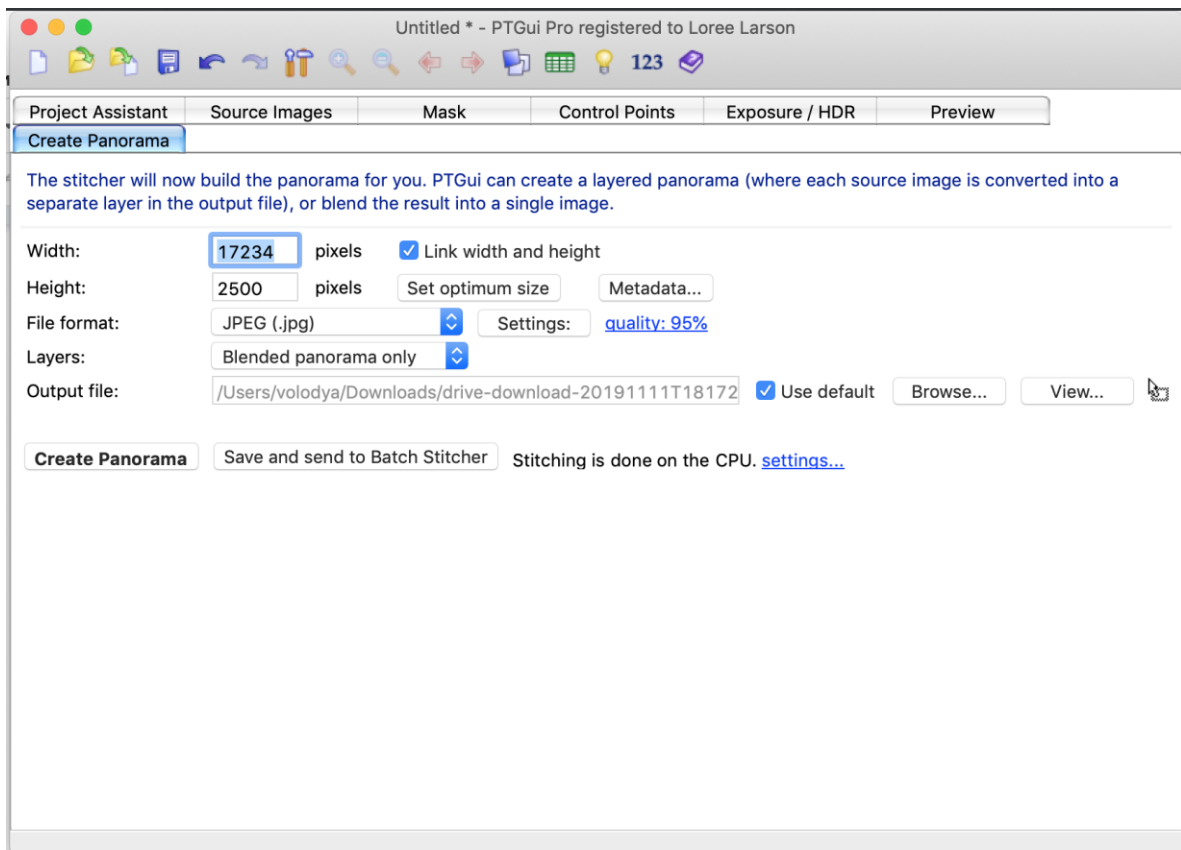 Untitled * - PTGui Pro registered to Loree Larson
123
Project Assistant Source Images Mask Control Points Exposure / HDR Preview
Create Panorama
The stitcher will now build the panorama for you. PTGui can create a layered panorama (where each source image is converted into a
separate layer in the output file), or blend the result into a single image.
Width: 17234 pixels Link width and height
Height: 2500 pixels Set optimum size Metadata...
File format: JPEG (.jpg) Settings: quality: 95%
Layers: Blended panorama only
Output file: /Users/volodya/Downloads/drive-download-20191111T18172 Use default Browse... View...
Create Panorama Save and send to Batch Stitcher Stitching is done on the CPU. settings...